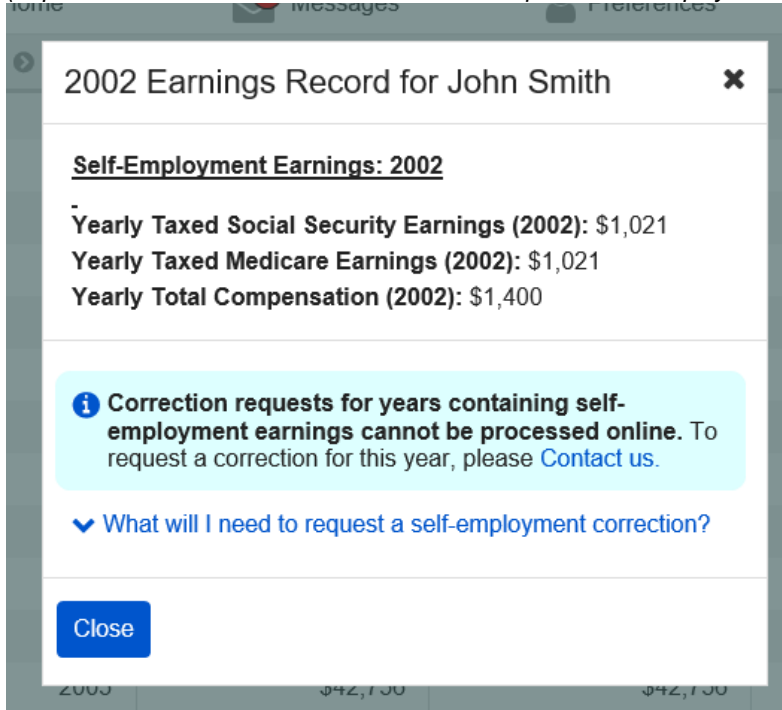 Messages
Preferences
2002 Earnings Record for John Smith
Self-Employment Earnings: 2002
Yearly Taxed Social Security Earnings (2002): $1,021
Yearly Taxed Medicare Earnings (2002): $1,021
Yearly Total Compensation (2002): $1,400
Correction requests for years containing self-
employment earnings cannot be processed online. To
request a correction for this year, please Contact us.
What will I need to request a self-employment correction?
Close